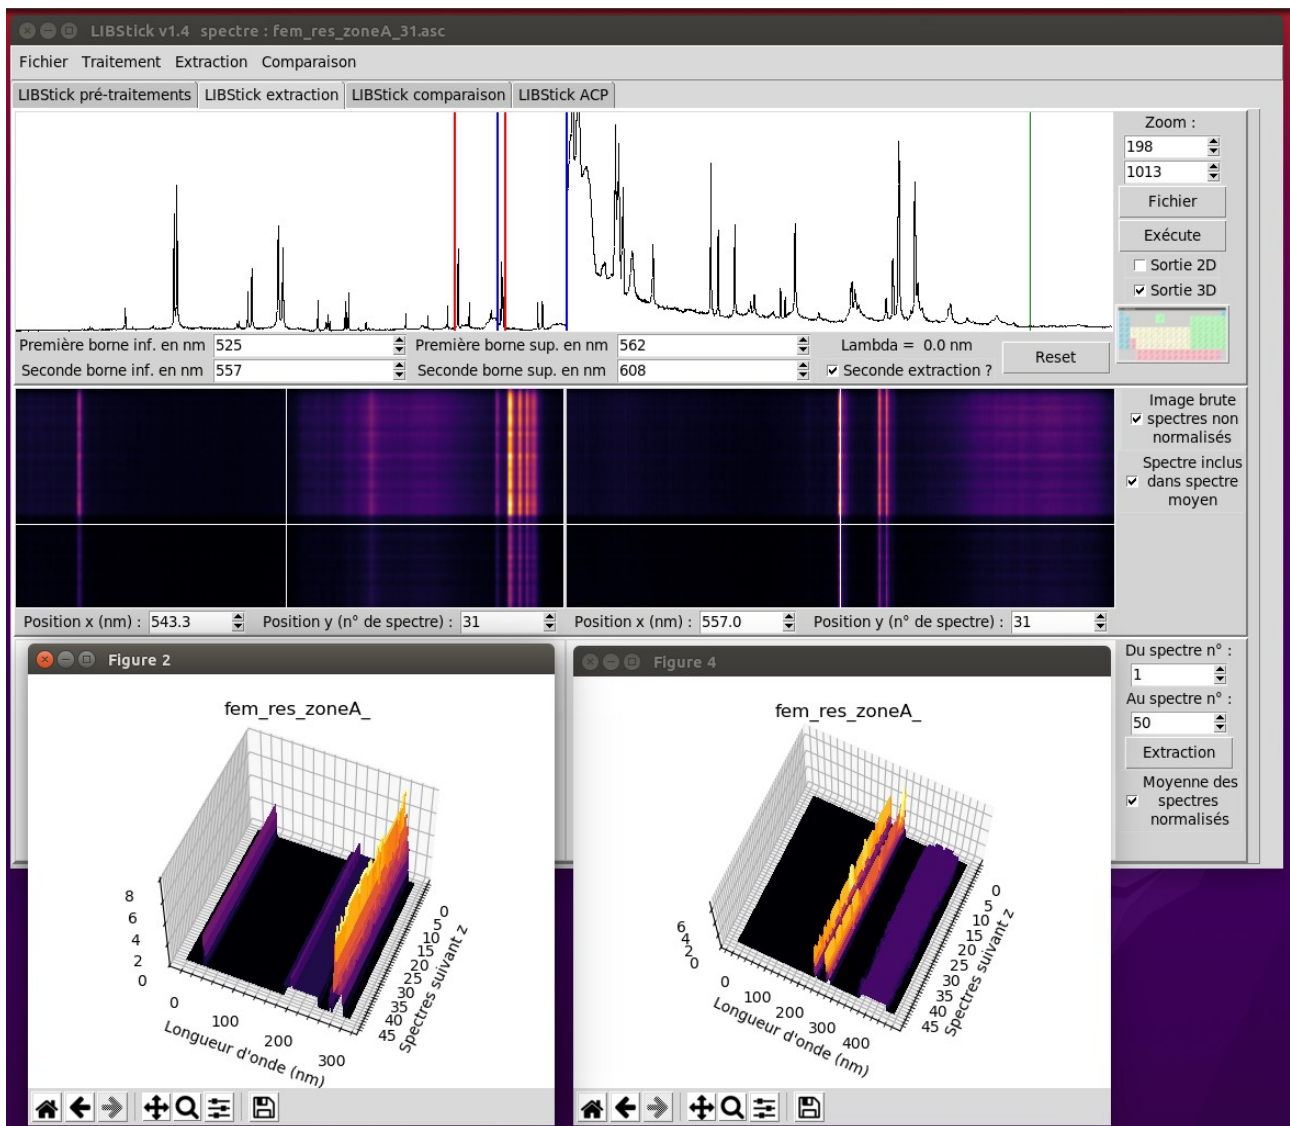 LIBStick v1.4 spectre : fem_res_zoneA_31.asc
Fichier Traitement Extraction Comparaison
LIBStick pré-traitements LIBStick extraction LIBStick comparaison LIBStick ACP
Zoom :
198
1013
Fichier
Exécute
Sortie 2D
Sortie 3D
Première borne inf. en nm 525 Première borne sup. en nm 562 Lambda = 0.0 nm Reset
Seconde borne inf. en nm 557 Seconde borne sup. en nm 608 Seconde extraction ?
Image brute
spectres non
normalisés
Spectre inclus
dans spectre
moyen
Position x (nm) : 543.3 Position y (n° de spectre) : 31 Position x (nm) : 557.0 Position y (n° de spectre) : 31
Du spectre n° :
1
Au spectre n° :
50
Extraction
Moyenne des
spectres
normalisés
Figure 2
fem_res_zoneA_
8
6
4
2
0
0
100
200
300
Longueur d'onde (nm)
0
5
10
15
20
25
30
35
40
45
Spectres suivant z
Figure 4
fem_res_zoneA_
6
4
2
0
0
100
200
300
400
Longueur d'onde (nm)
0
5
10
15
20
25
30
35
40
45
Spectres suivant z